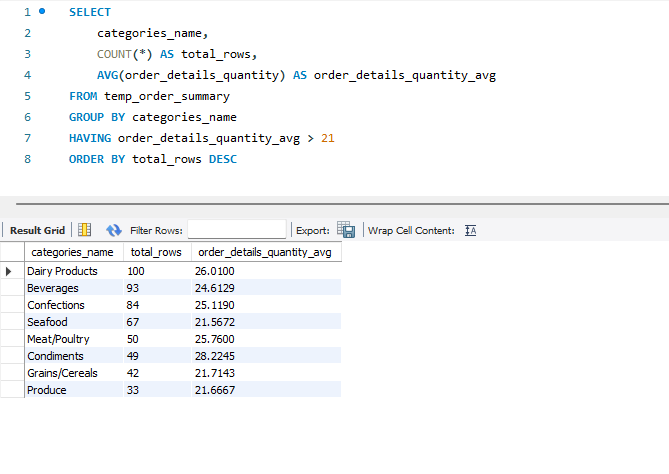 1 SELECT
2 categories_name,
3 COUNT(*) AS total_rows,
4 AVG(order_details_quantity) AS order_details_quantity_avg
5 FROM temp_order_summary
6 GROUP BY categories_name
7 HAVING order_details_quantity_avg > 21
8 ORDER BY total_rows DESC
Result Grid Filter Rows: Export: Wrap Cell Content: IA
categories_name total_rows order_details_quantity_avg
Dairy Products 100 26.0100
Beverages 93 24.6129
Confections 84 25.1190
Seafood 67 21.5672
Meat/Poultry 50 25.7600
Condiments 49 28.2245
Grains/Cereals 42 21.7143
Produce 33 21.6667